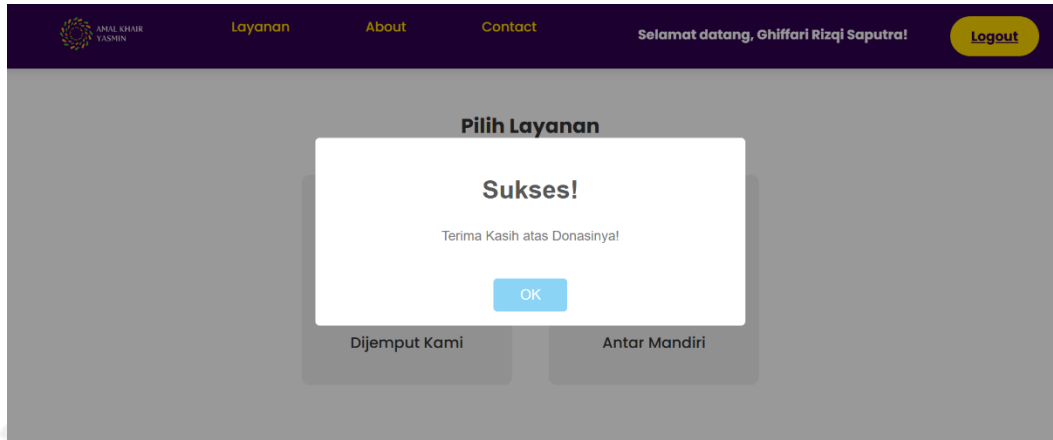 AMAL KHAIR
YASMIN
Layanan
About
Contact
Selamat datang, Ghiffari Rizqi Saputra!
Logout
Pilih Layanan
Sukses!
Terima Kasih atas Donasinya!
OK
Dijemput Kami
Antar Mandiri